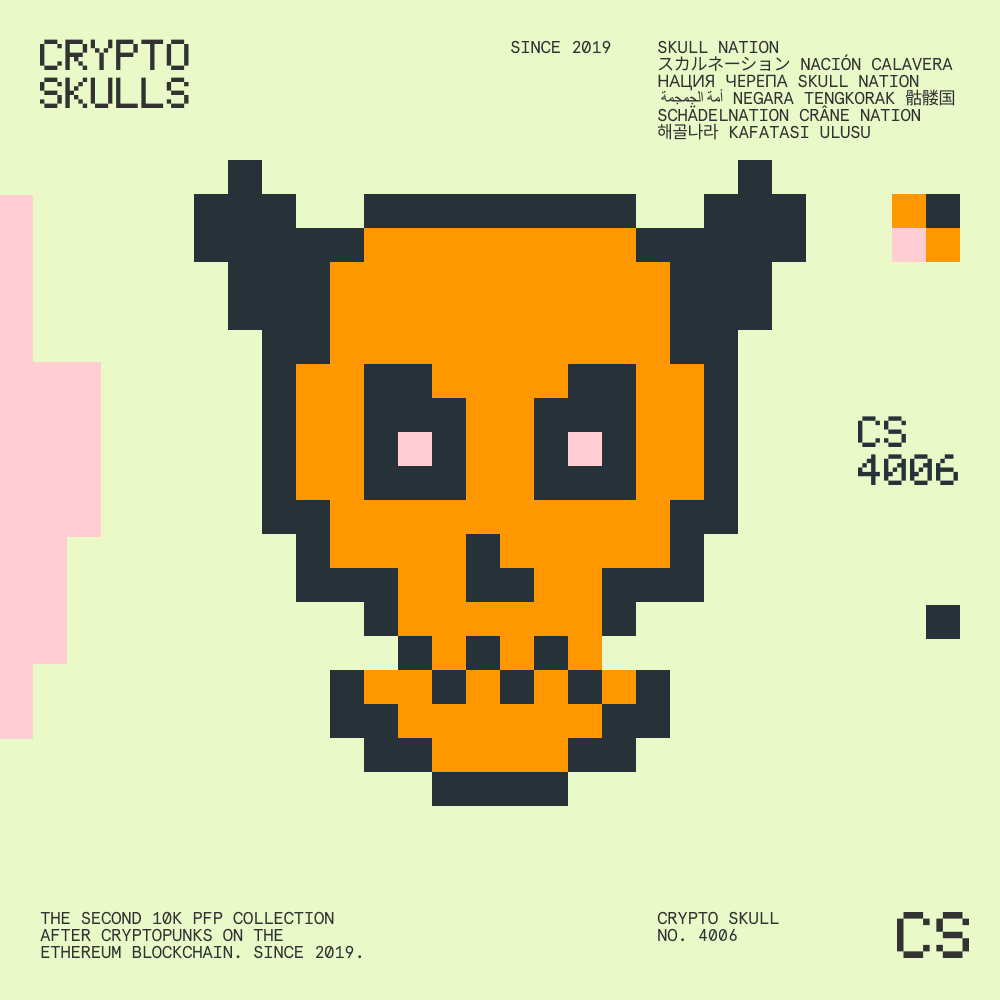 CRYPTO
SKULLS
SINCE 2019
SKULL NATION
スカルネーション NACIÓN CALAVERA
НАЦИЯ ЧЕРЕПА SKULL NATION
أمة الجمجمة NEGARA TENGKORAK 骷髅国
SCHÄDELNATION CRÂNE NATION
해골나라 KAFATASI ULUSU
CS
4006
THE SECOND 10K PFP COLLECTION
AFTER CRYPTOPUNKS ON THE
ETHEREUM BLOCKCHAIN. SINCE 2019.
CRYPTO SKULL
NO. 4006
CS